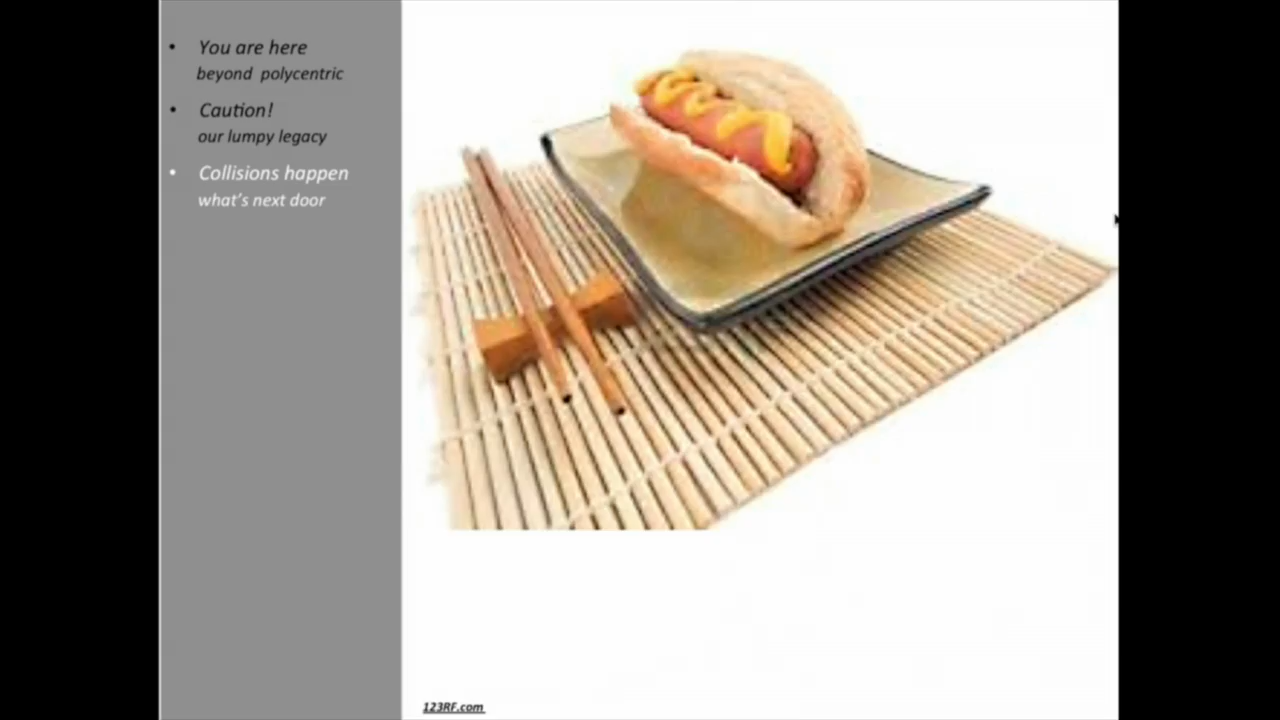 • You are here
beyond polycentric
• Caution!
our lumpy legacy
• Collisions happen
what's next door
123RF.com